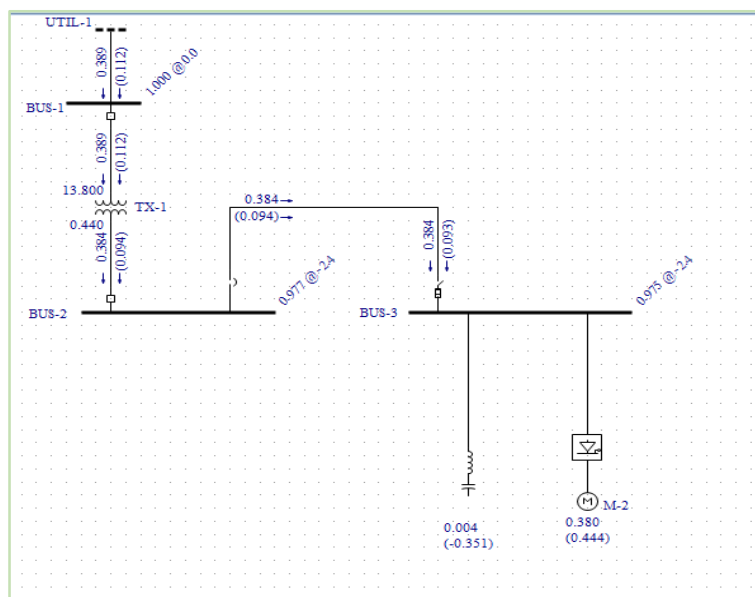 UTIL-1
0.389
(0.112)
1.000 @0.0
BUS-1
0.389
(0.112)
13.800
TX-1
0.440
0.384
(0.094)
0.384
(0.094)
0.384
(0.093)
0.977 @-2.4
0.975 @-2.4
BUS-2
BUS-3
M
M-2
0.004
(-0.351)
0.380
(0.444)